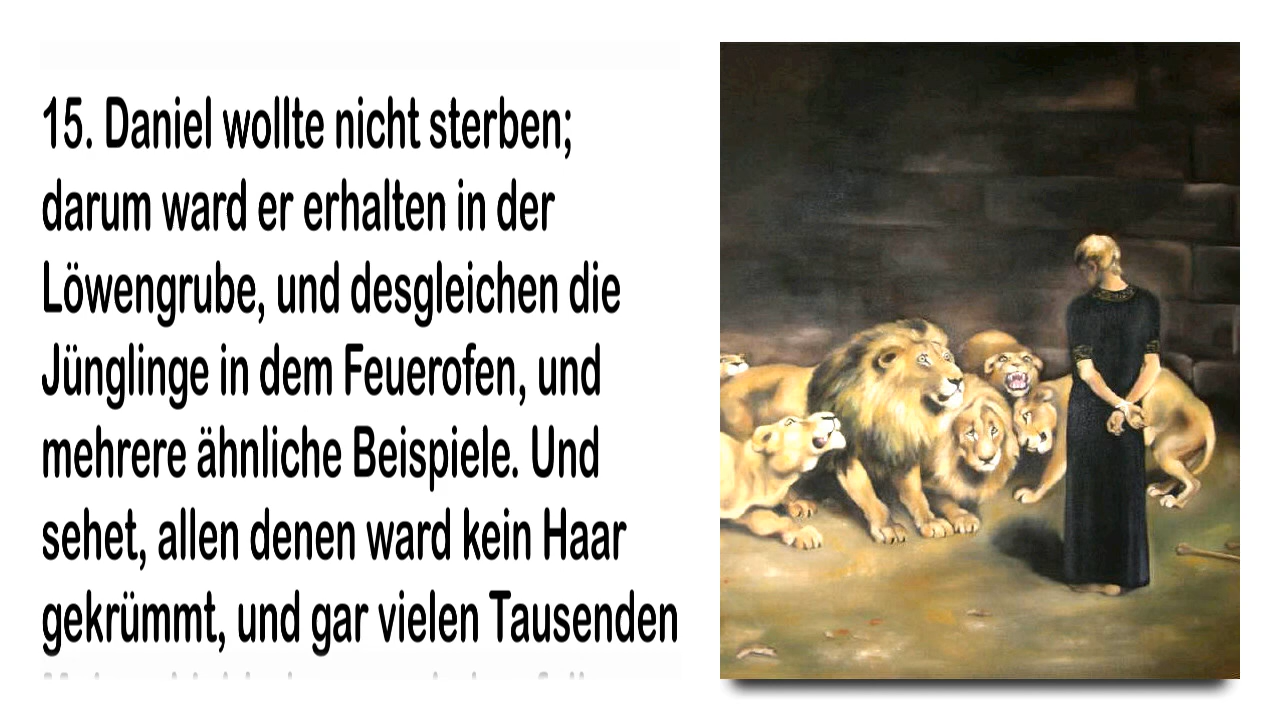 15. Daniel wollte nicht sterben;
darum ward er erhalten in der
Löwengrube, und desgleichen die
Jünglinge in dem Feuerofen, und
mehrere ähnliche Beispiele. Und
sehet, allen denen ward kein Haar
gekrümmt, und gar vielen Tausenden